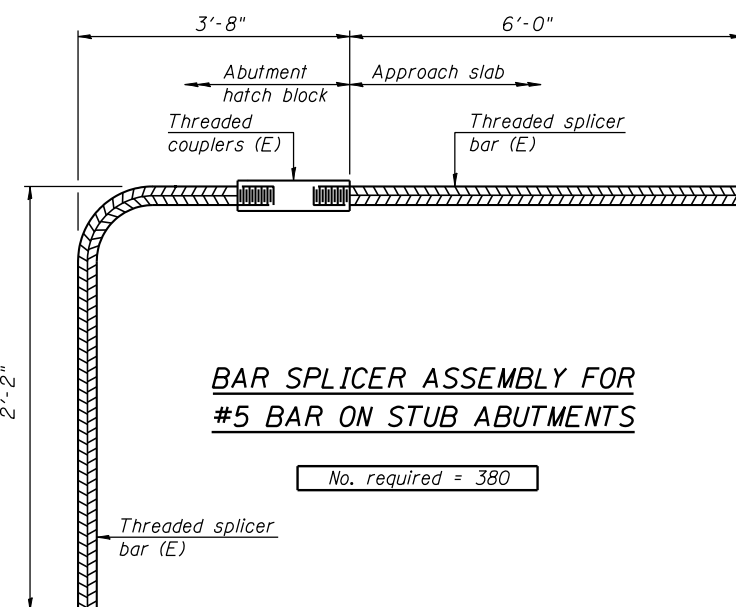 3'-8"
6'-0"
Abutment
hatch block
Approach slab
Threaded
couplers (E)
Threaded splicer
bar (E)
2'-2"
BAR SPLICER ASSEMBLY FOR
#5 BAR ON STUB ABUTMENTS
No. required = 380
Threaded splicer
bar (E)